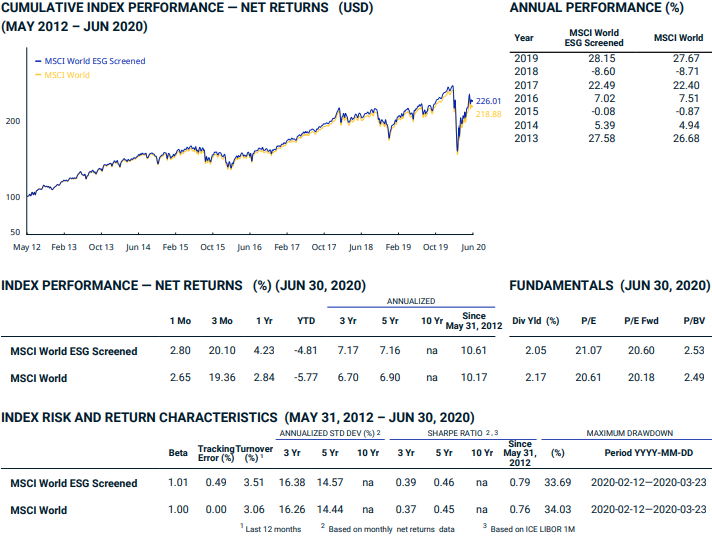 CUMULATIVE INDEX PERFORMANCE — NET RETURNS (USD)
(MAY 2012 – JUN 2020)
MSCI World ESG Screened
MSCI World
226.01
218.88
200
100
50
May 12 Feb 13 Oct 13 Jun 14 Feb 15 Oct 15 Jun 16 Feb 17 Oct 17 Jun 18 Feb 19 Oct 19 Jun 20
ANNUAL PERFORMANCE (%)
Year MSCI World ESG Screened MSCI World
2019 28.15 27.67
2018 -8.60 -8.71
2017 22.49 22.40
2016 7.02 7.51
2015 -0.08 -0.87
2014 5.39 4.94
2013 27.58 26.68
INDEX PERFORMANCE — NET RETURNS (%) (JUN 30, 2020)
ANNUALIZED
1 Mo 3 Mo 1 Yr YTD 3 Yr 5 Yr 10 Yr Since May 31, 2012
MSCI World ESG Screened 2.80 20.10 4.23 -4.81 7.17 7.16 na 10.61
MSCI World 2.65 19.36 2.84 -5.77 6.70 6.90 na 10.17
FUNDAMENTALS (JUN 30, 2020)
Div Yld (%) P/E P/E Fwd P/BV
2.05 21.07 20.60 2.53
2.17 20.61 20.18 2.49
INDEX RISK AND RETURN CHARACTERISTICS (MAY 31, 2012 – JUN 30, 2020)
ANNUALIZED STD DEV (%) 2 SHARPE RATIO 2,3 MAXIMUM DRAWDOWN
Beta Tracking Error (%) Turnover (%) 1 3 Yr 5 Yr 10 Yr 3 Yr 5 Yr 10 Yr Since May 31, 2012 (%) Period YYYY-MM-DD
MSCI World ESG Screened 1.01 0.49 3.51 16.38 14.57 na 0.39 0.46 na 0.79 33.69 2020-02-12—2020-03-23
MSCI World 1.00 0.00 3.06 16.26 14.44 na 0.37 0.45 na 0.76 34.03 2020-02-12—2020-03-23
1 Last 12 months 2 Based on monthly net returns data 3 Based on ICE LIBOR 1M